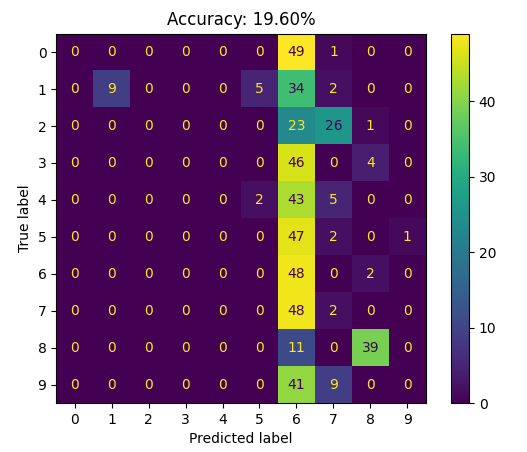 Accuracy: 19.60%
0 0 0 0 0 0 0 49 1 0 0
1 0 9 0 0 0 5 34 2 0 0
2 0 0 0 0 0 0 23 26 1 0
3 0 0 0 0 0 0 46 0 4 0
4 0 0 0 0 0 2 43 5 0 0
5 0 0 0 0 0 0 47 2 0 1
6 0 0 0 0 0 0 48 0 2 0
7 0 0 0 0 0 0 48 2 0 0
8 0 0 0 0 0 0 11 0 39 0
9 0 0 0 0 0 0 41 9 0 0
0 1 2 3 4 5 6 7 8 9
Predicted label
True label
40
30
20
10
0